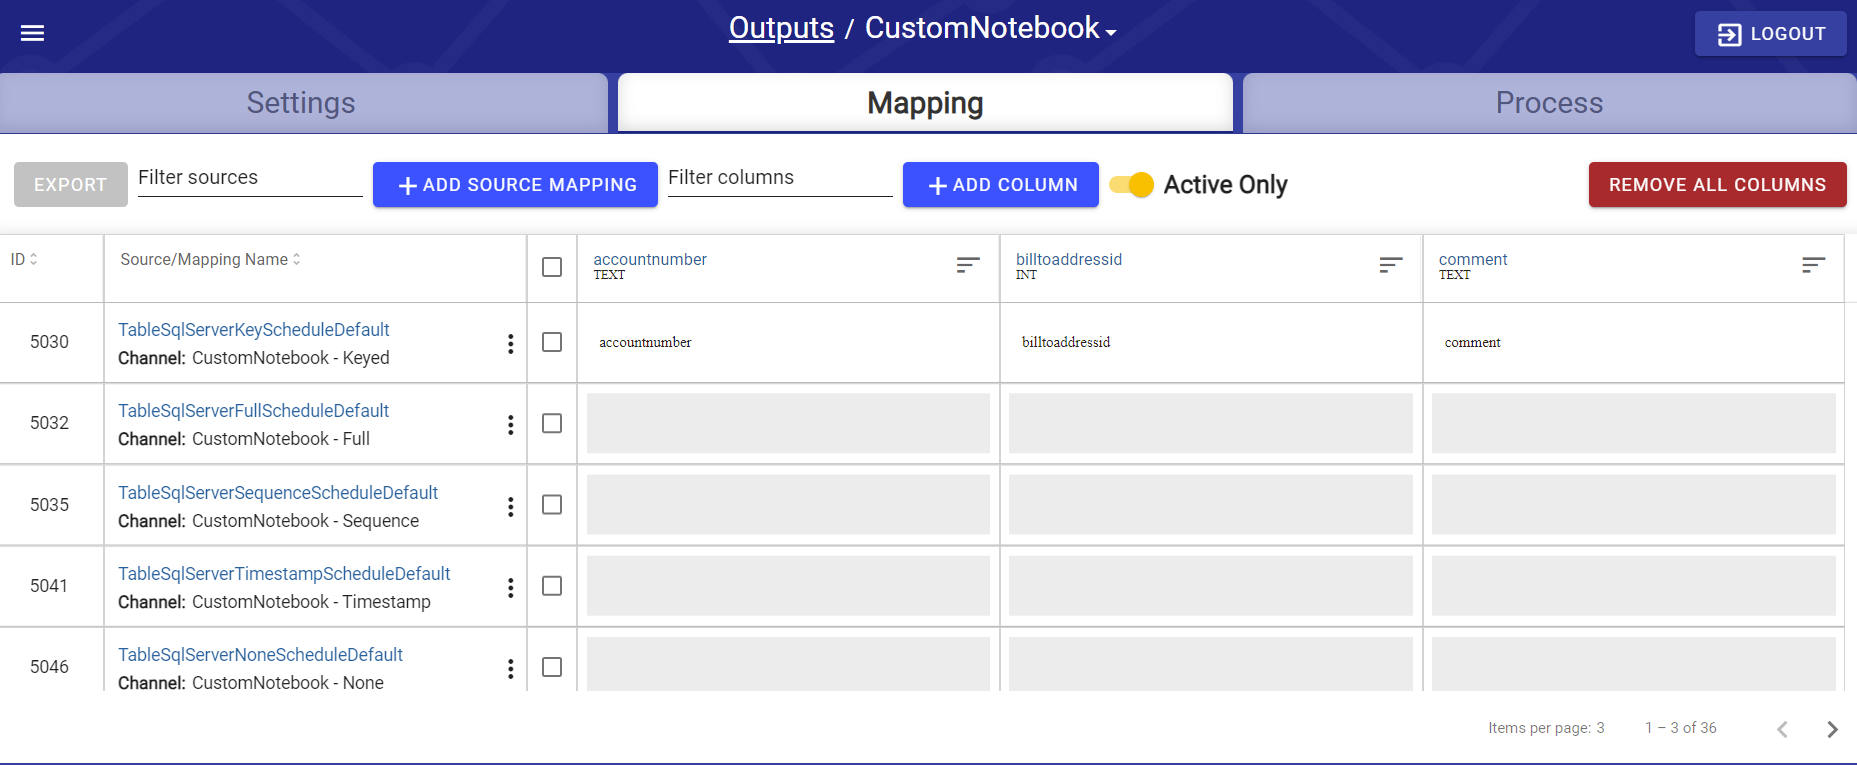 Outputs / CustomNotebook
LOGOUT
Settings
Mapping
Process
EXPORT
Filter sources
ADD SOURCE MAPPING
Filter columns
ADD COLUMN
Active Only
REMOVE ALL COLUMNS
ID
Source/Mapping Name
accountnumber
TEXT
billtoaddressid
INT
comment
TEXT
5030
TableSqlServerKeyScheduleDefault
Channel: CustomNotebook - Keyed
accountnumber
billtoaddressid
comment
5032
TableSqlServerFullScheduleDefault
Channel: CustomNotebook - Full
5035
TableSqlServerSequenceScheduleDefault
Channel: CustomNotebook - Sequence
5041
TableSqlServerTimestampScheduleDefault
Channel: CustomNotebook - Timestamp
5046
TableSqlServerNoneScheduleDefault
Channel: CustomNotebook - None
Items per page: 3
1 – 3 of 36